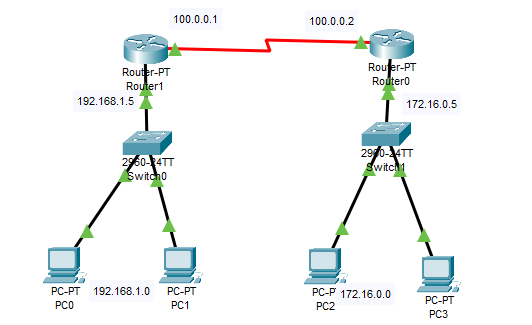 100.0.0.1
100.0.0.2
Router-PT
Router1
Router-PT
Router0
192.168.1.5
172.16.0.5
2960-24TT
Switch0
2960-24TT
Switch1
PC-PT
PC0
192.168.1.0
PC-PT
PC1
PC-P
PC2
172.16.0.0
PC-PT
PC3